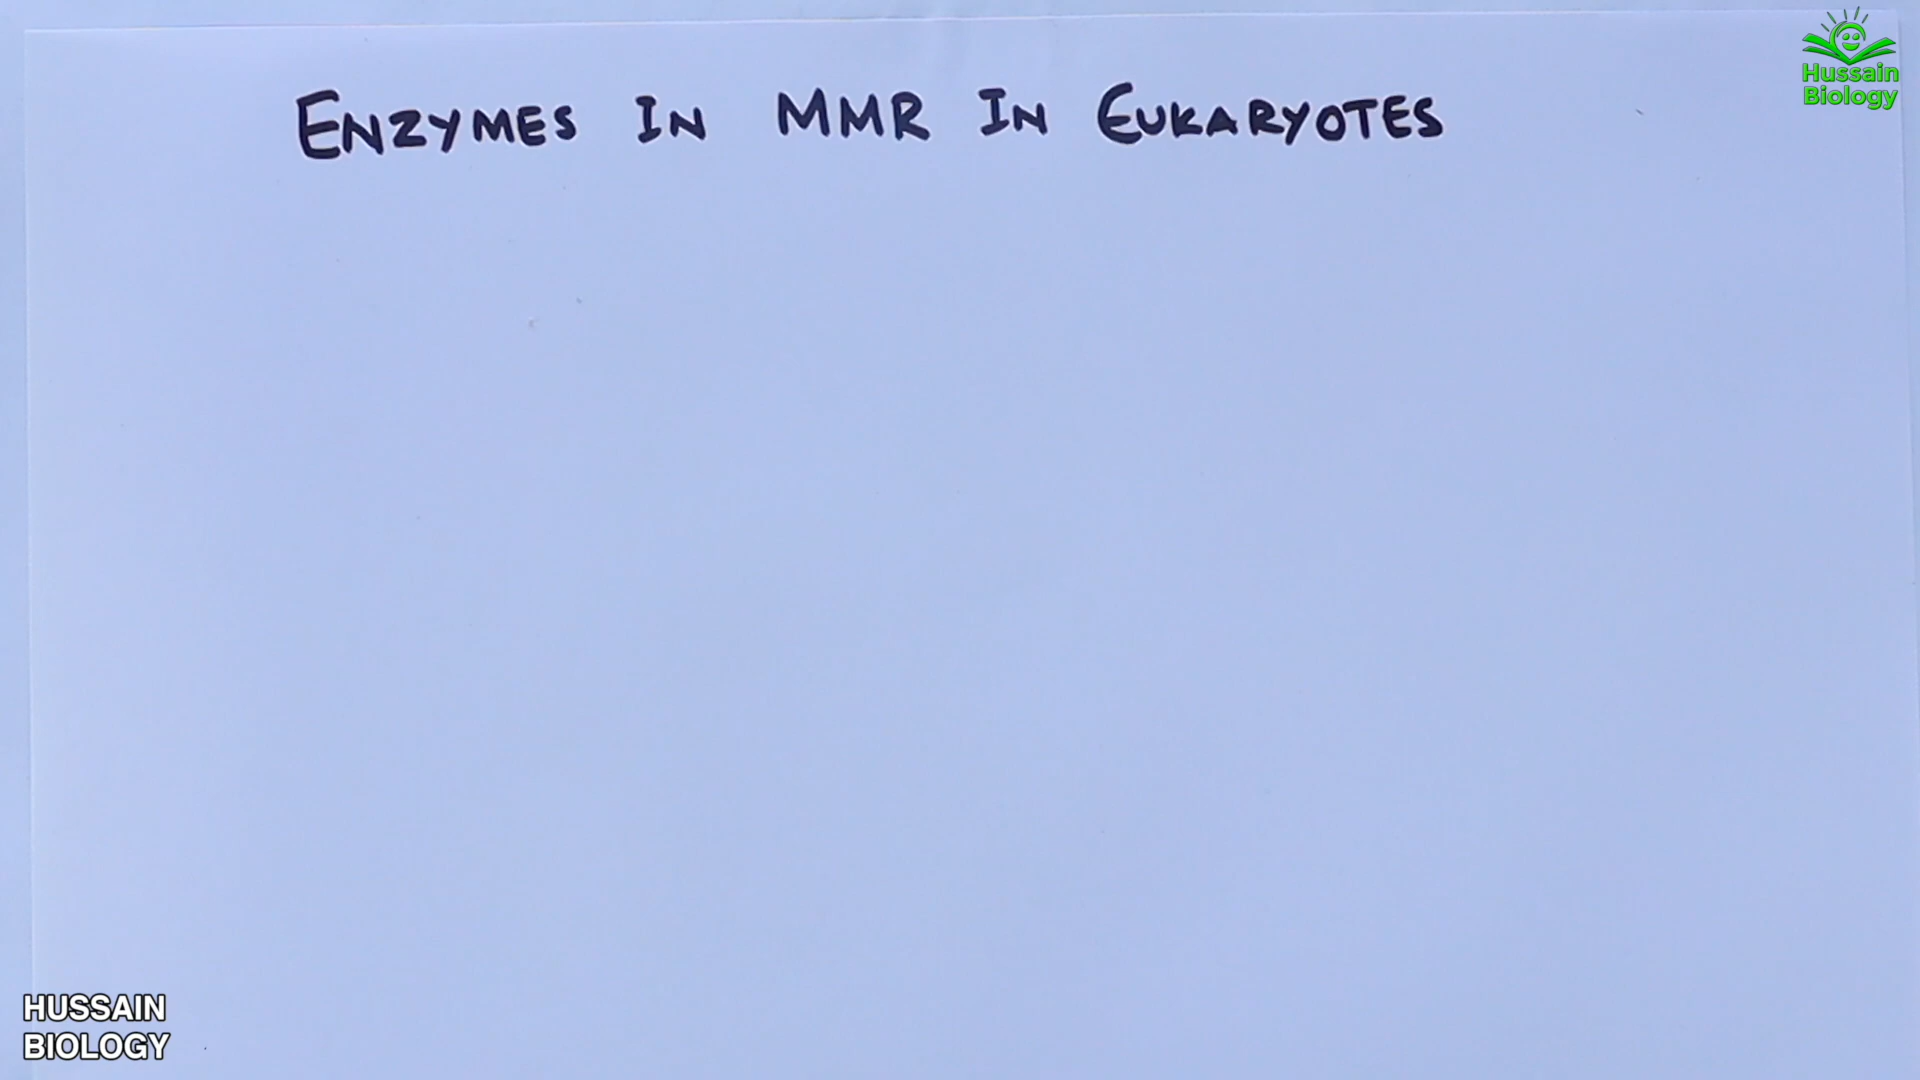 Hussain
Biology
ENZYMES IN MMR IN EUKARYOTES
HUSSAIN
BIOLOGY